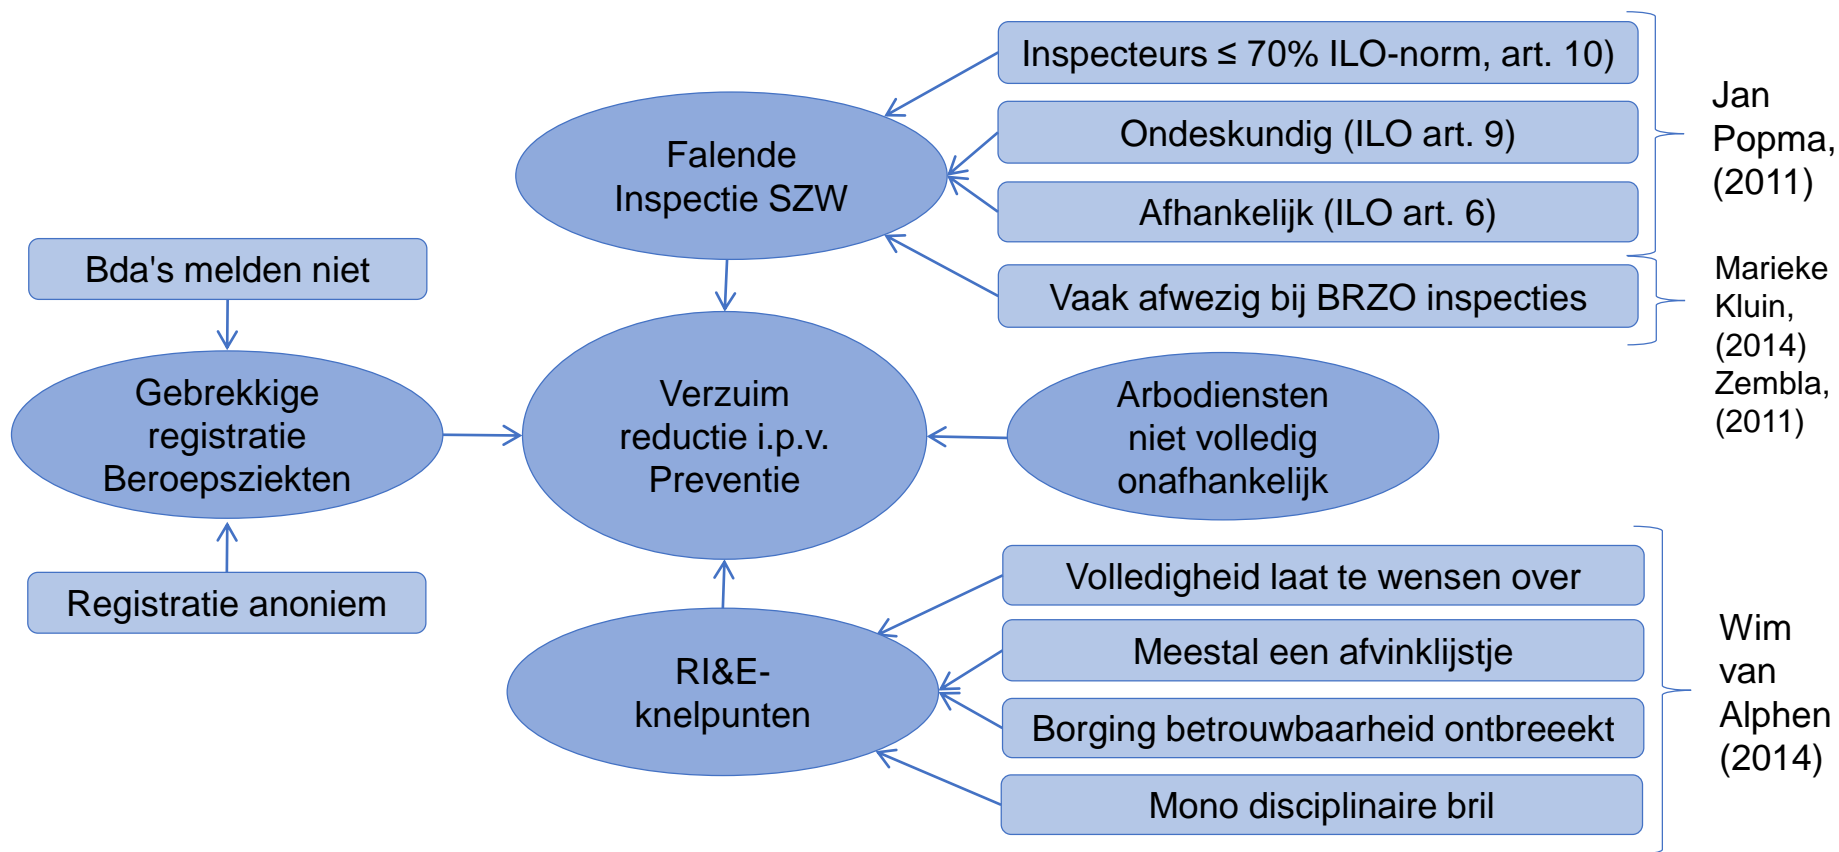 Inspecteurs ≤ 70% ILO-norm, art. 10)
Ondeskundig (ILO art. 9)
Afhankelijk (ILO art. 6)
Vaak afwezig bij BRZO inspecties
Jan
Popma,
(2011)
Marieke
Kluin,
(2014)
Zembla,
(2011)
Falende
Inspectie SZW
Bda's melden niet
Gebrekkige
registratie
Beroepsziekten
Registratie anoniem
Verzuim
reductie i.p.v.
Preventie
Arbodiensten
niet volledig
onafhankelijk
RI&E-
knelpunten
Volledigheid laat te wensen over
Meestal een afvinklijstje
Borging betrouwbaarheid ontbreeekt
Mono disciplinaire bril
Wim
van
Alphen
(2014)